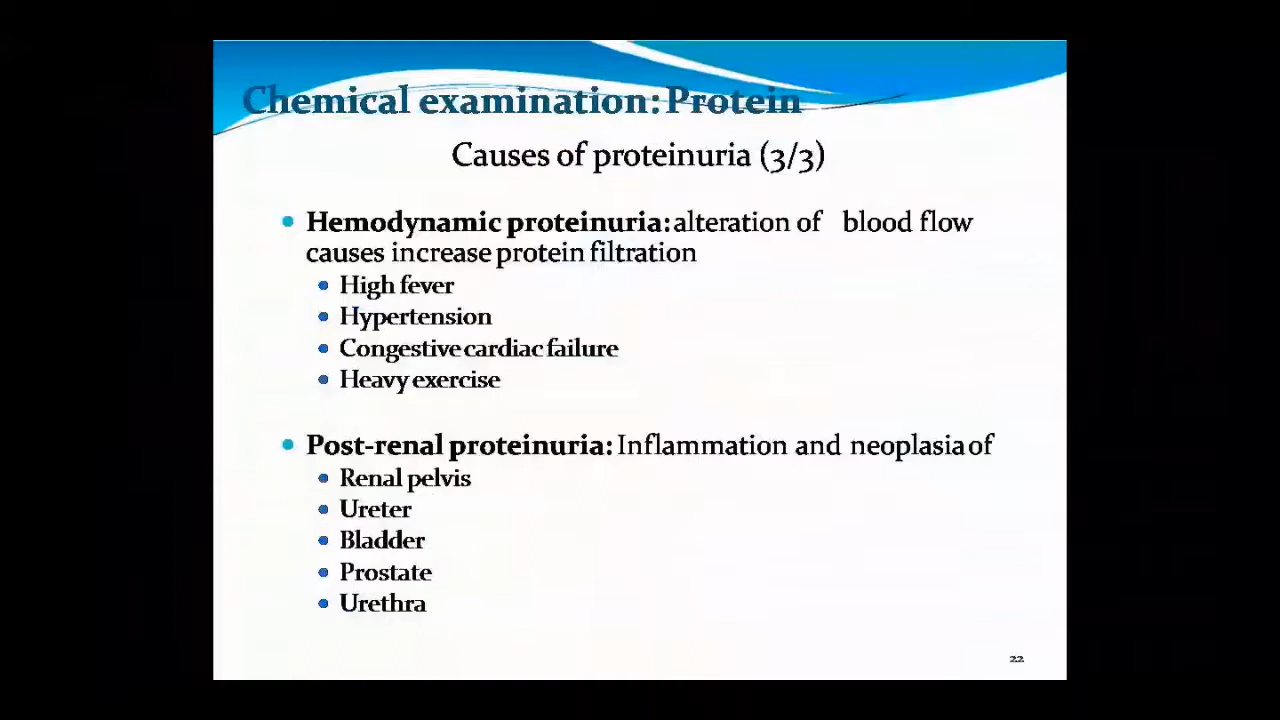 Chemical examination: Protein
Causes of proteinuria (3/3)
• Hemodynamic proteinuria: alteration of blood flow
causes increase protein filtration
• High fever
• Hypertension
• Congestive cardiac failure
• Heavy exercise
• Post-renal proteinuria: Inflammation and neoplasia of
• Renal pelvis
• Ureter
• Bladder
• Prostate
• Urethra
22